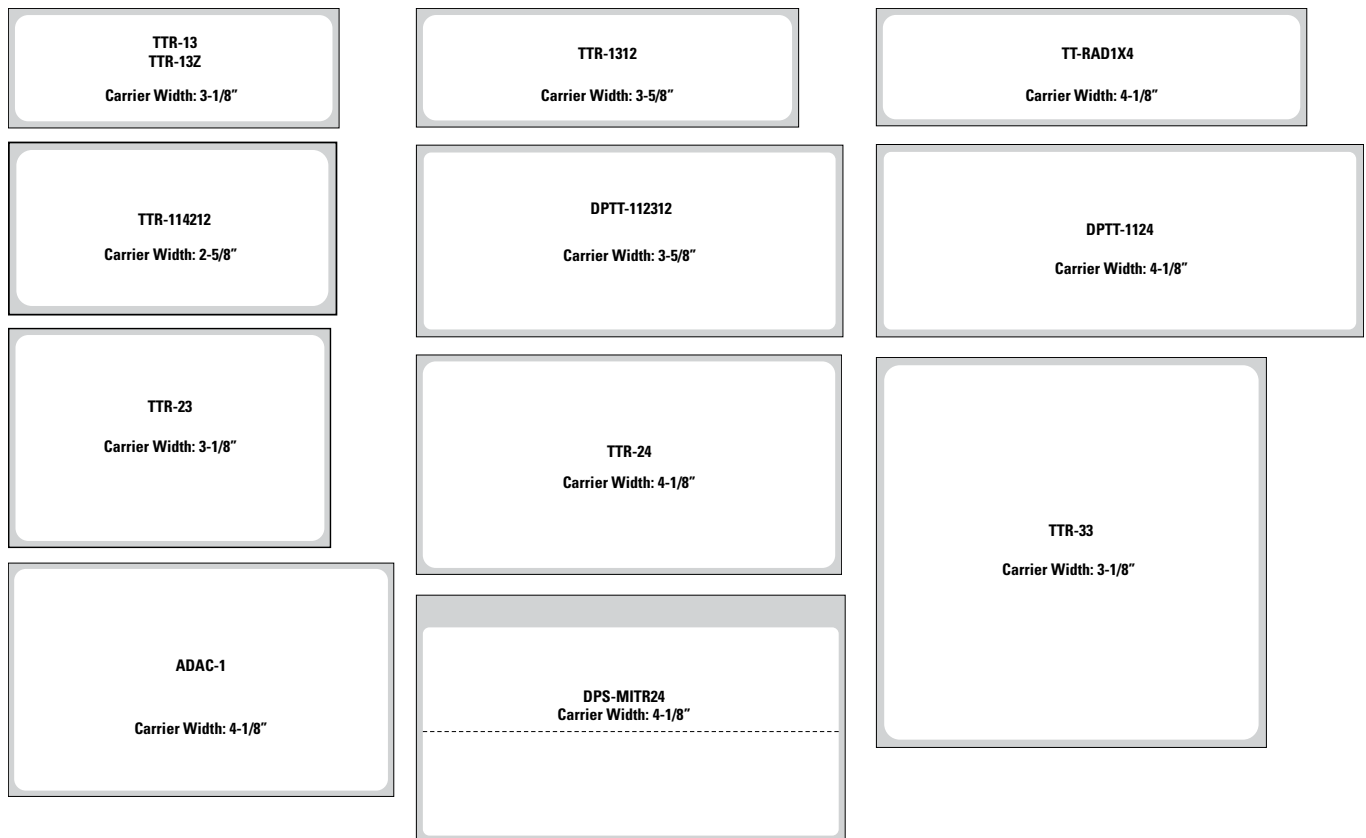 TTR-13
TTR-13Z
Carrier Width: 3-1/8″
TTR-1312
Carrier Width: 3-5/8″
TT-RAD1X4
Carrier Width: 4-1/8″
TTR-114212
Carrier Width: 2-5/8″
DPTT-112312
Carrier Width: 3-5/8″
DPTT-1124
Carrier Width: 4-1/8″
TTR-23
Carrier Width: 3-1/8″
TTR-24
Carrier Width: 4-1/8″
TTR-33
Carrier Width: 3-1/8″
ADAC-1
Carrier Width: 4-1/8″
DPS-MITR24
Carrier Width: 4-1/8″